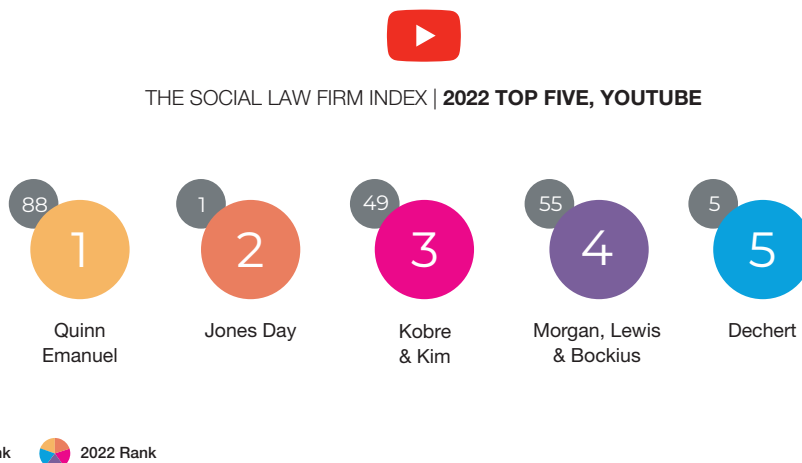 THE SOCIAL LAW FIRM INDEX | 2022 TOP FIVE, YOUTUBE
88 1 49 55 5
1 2 3 4 5
Quinn Emanuel
Jones Day
Kobre & Kim
Morgan, Lewis & Bockius
Dechert
2022 Rank